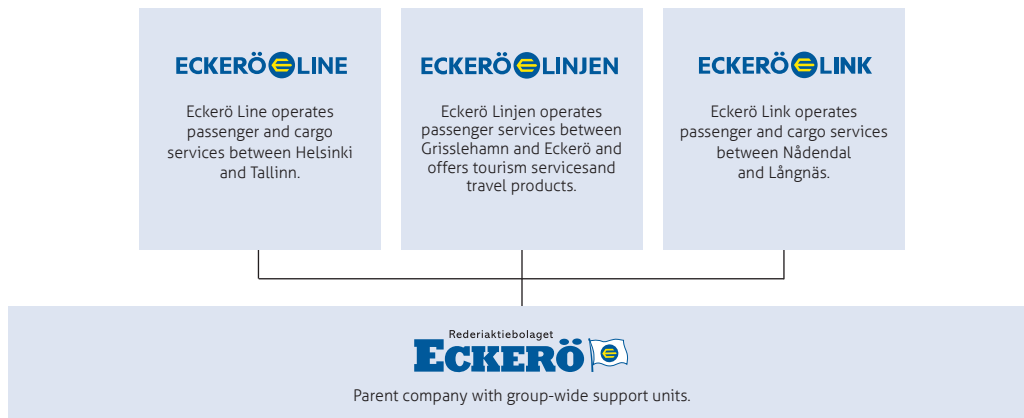 ECKERÖ LINE
Eckerö Line operates
passenger and cargo
services between Helsinki
and Tallinn.
ECKERÖ LINJEN
Eckerö Linjen operates
passenger services between
Grisslehamn and Eckerö and
offers tourism servicesand
travel products.
ECKERÖ LINK
Eckerö Link operates
passenger and cargo services
between Nådendal
and Långnäs.
Rederiaktiebolaget
ECKERÖ
Parent company with group-wide support units.